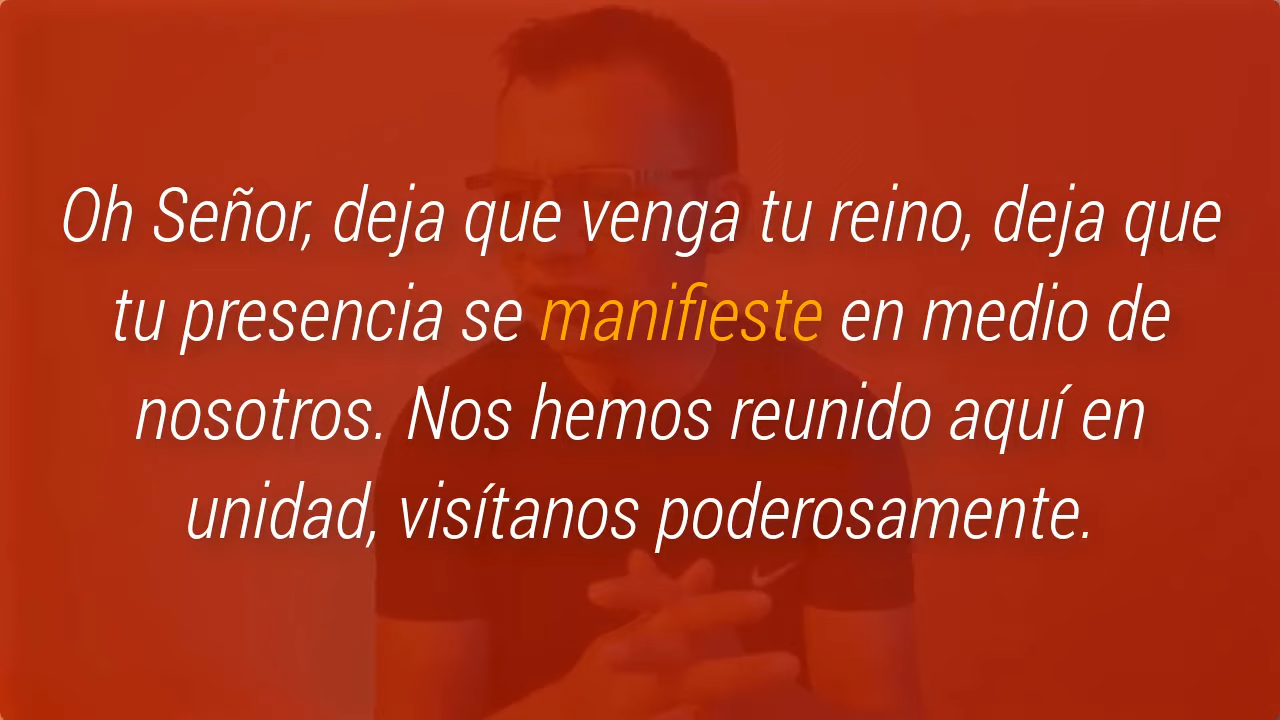 Oh Señor, deja que venga tu reino, deja que
tu presencia se manifieste en medio de
nosotros. Nos hemos reunido aquí en
unidad, visítanos poderosamente.